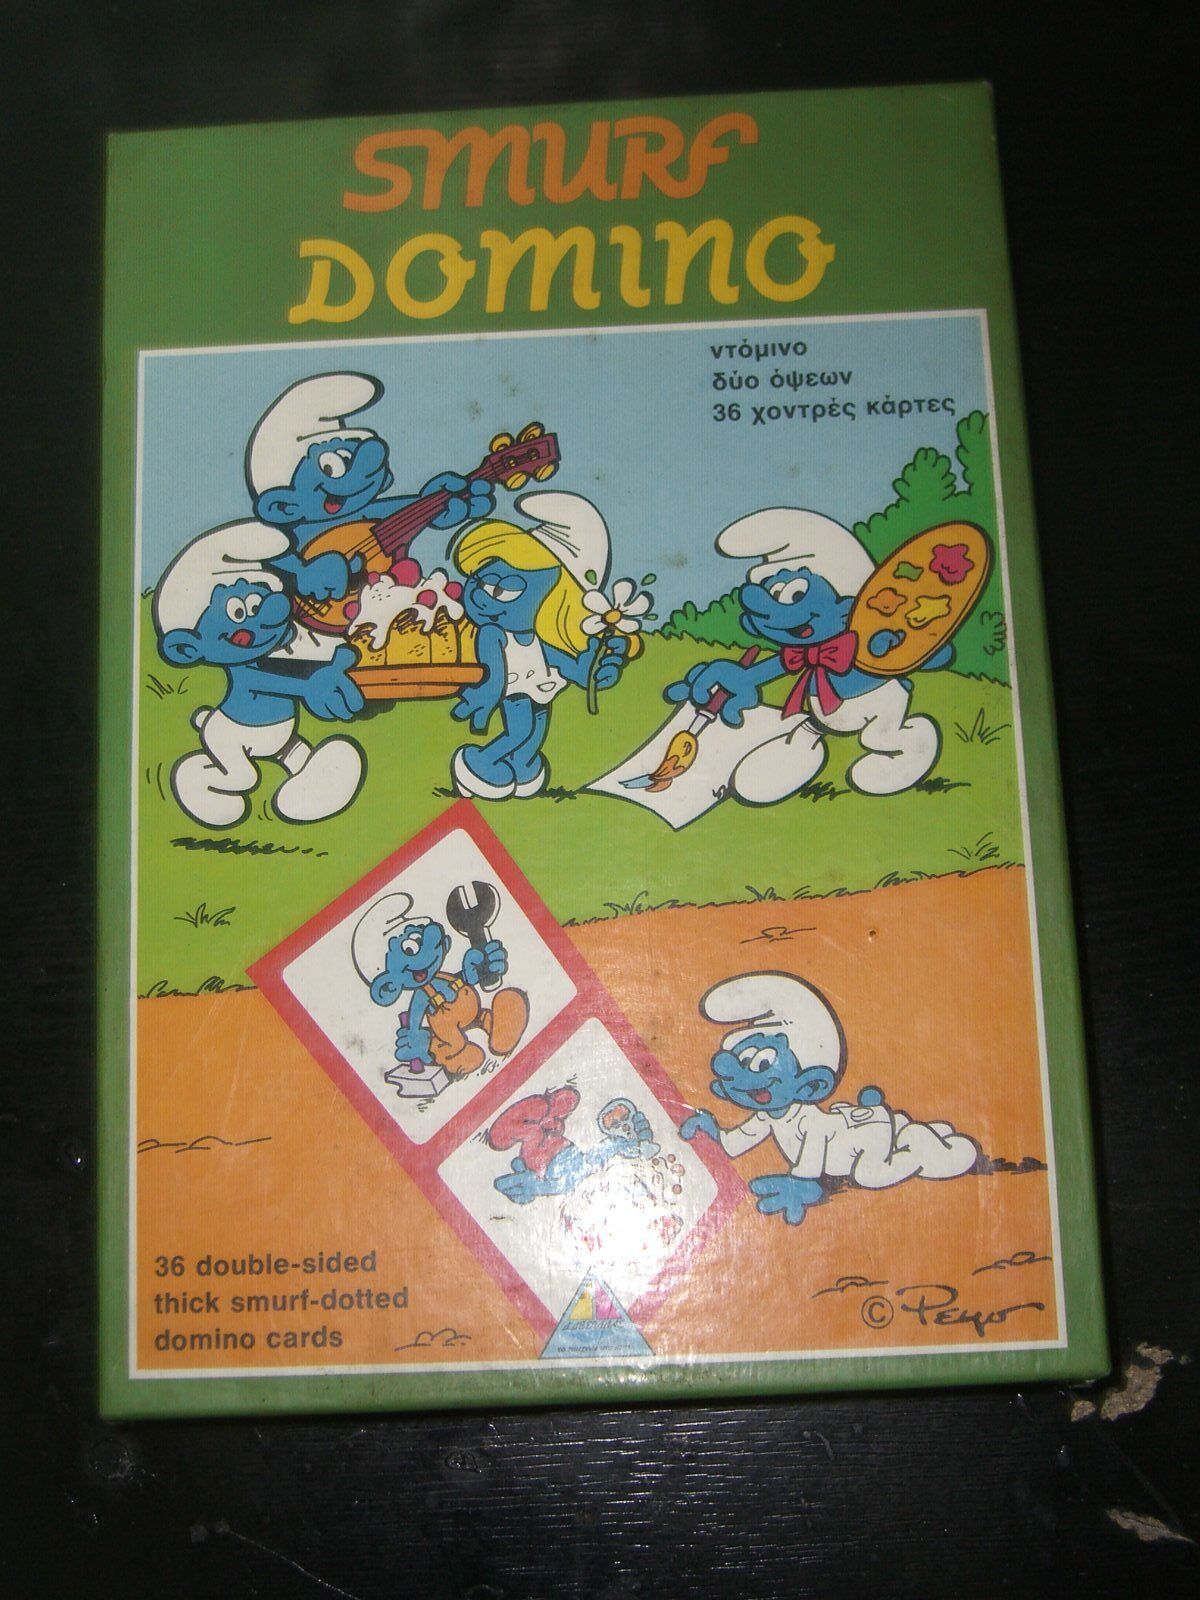 SMURF
DOMINO
ντόμινο
δύο όψεων
36 χοντρές κάρτες
36 double-sided
thick smurf-dotted
domino cards
© Peyo